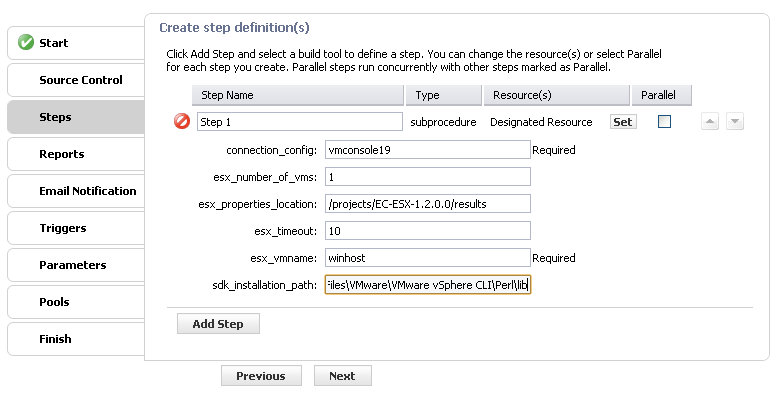 Create step definition(s)
Start
Source Control
Steps
Reports
Email Notification
Triggers
Parameters
Pools
Finish
Click Add Step and select a build tool to define a step. You can change the resource(s) or select Parallel
for each step you create. Parallel steps run concurrently with other steps marked as Parallel.
Step Name Type Resource(s) Parallel
Step 1 subprocedure Designated Resource Set
connection_config: vmconsole19 Required
esx_number_of_vms: 1
esx_properties_location: /projects/EC-ESX-1.2.0.0/results
esx_timeout: 10
esx_vmname: winhost Required
sdk_installation_path: Files\VMware\VMware vSphere CLI\Perl\lib
Add Step
Previous Next